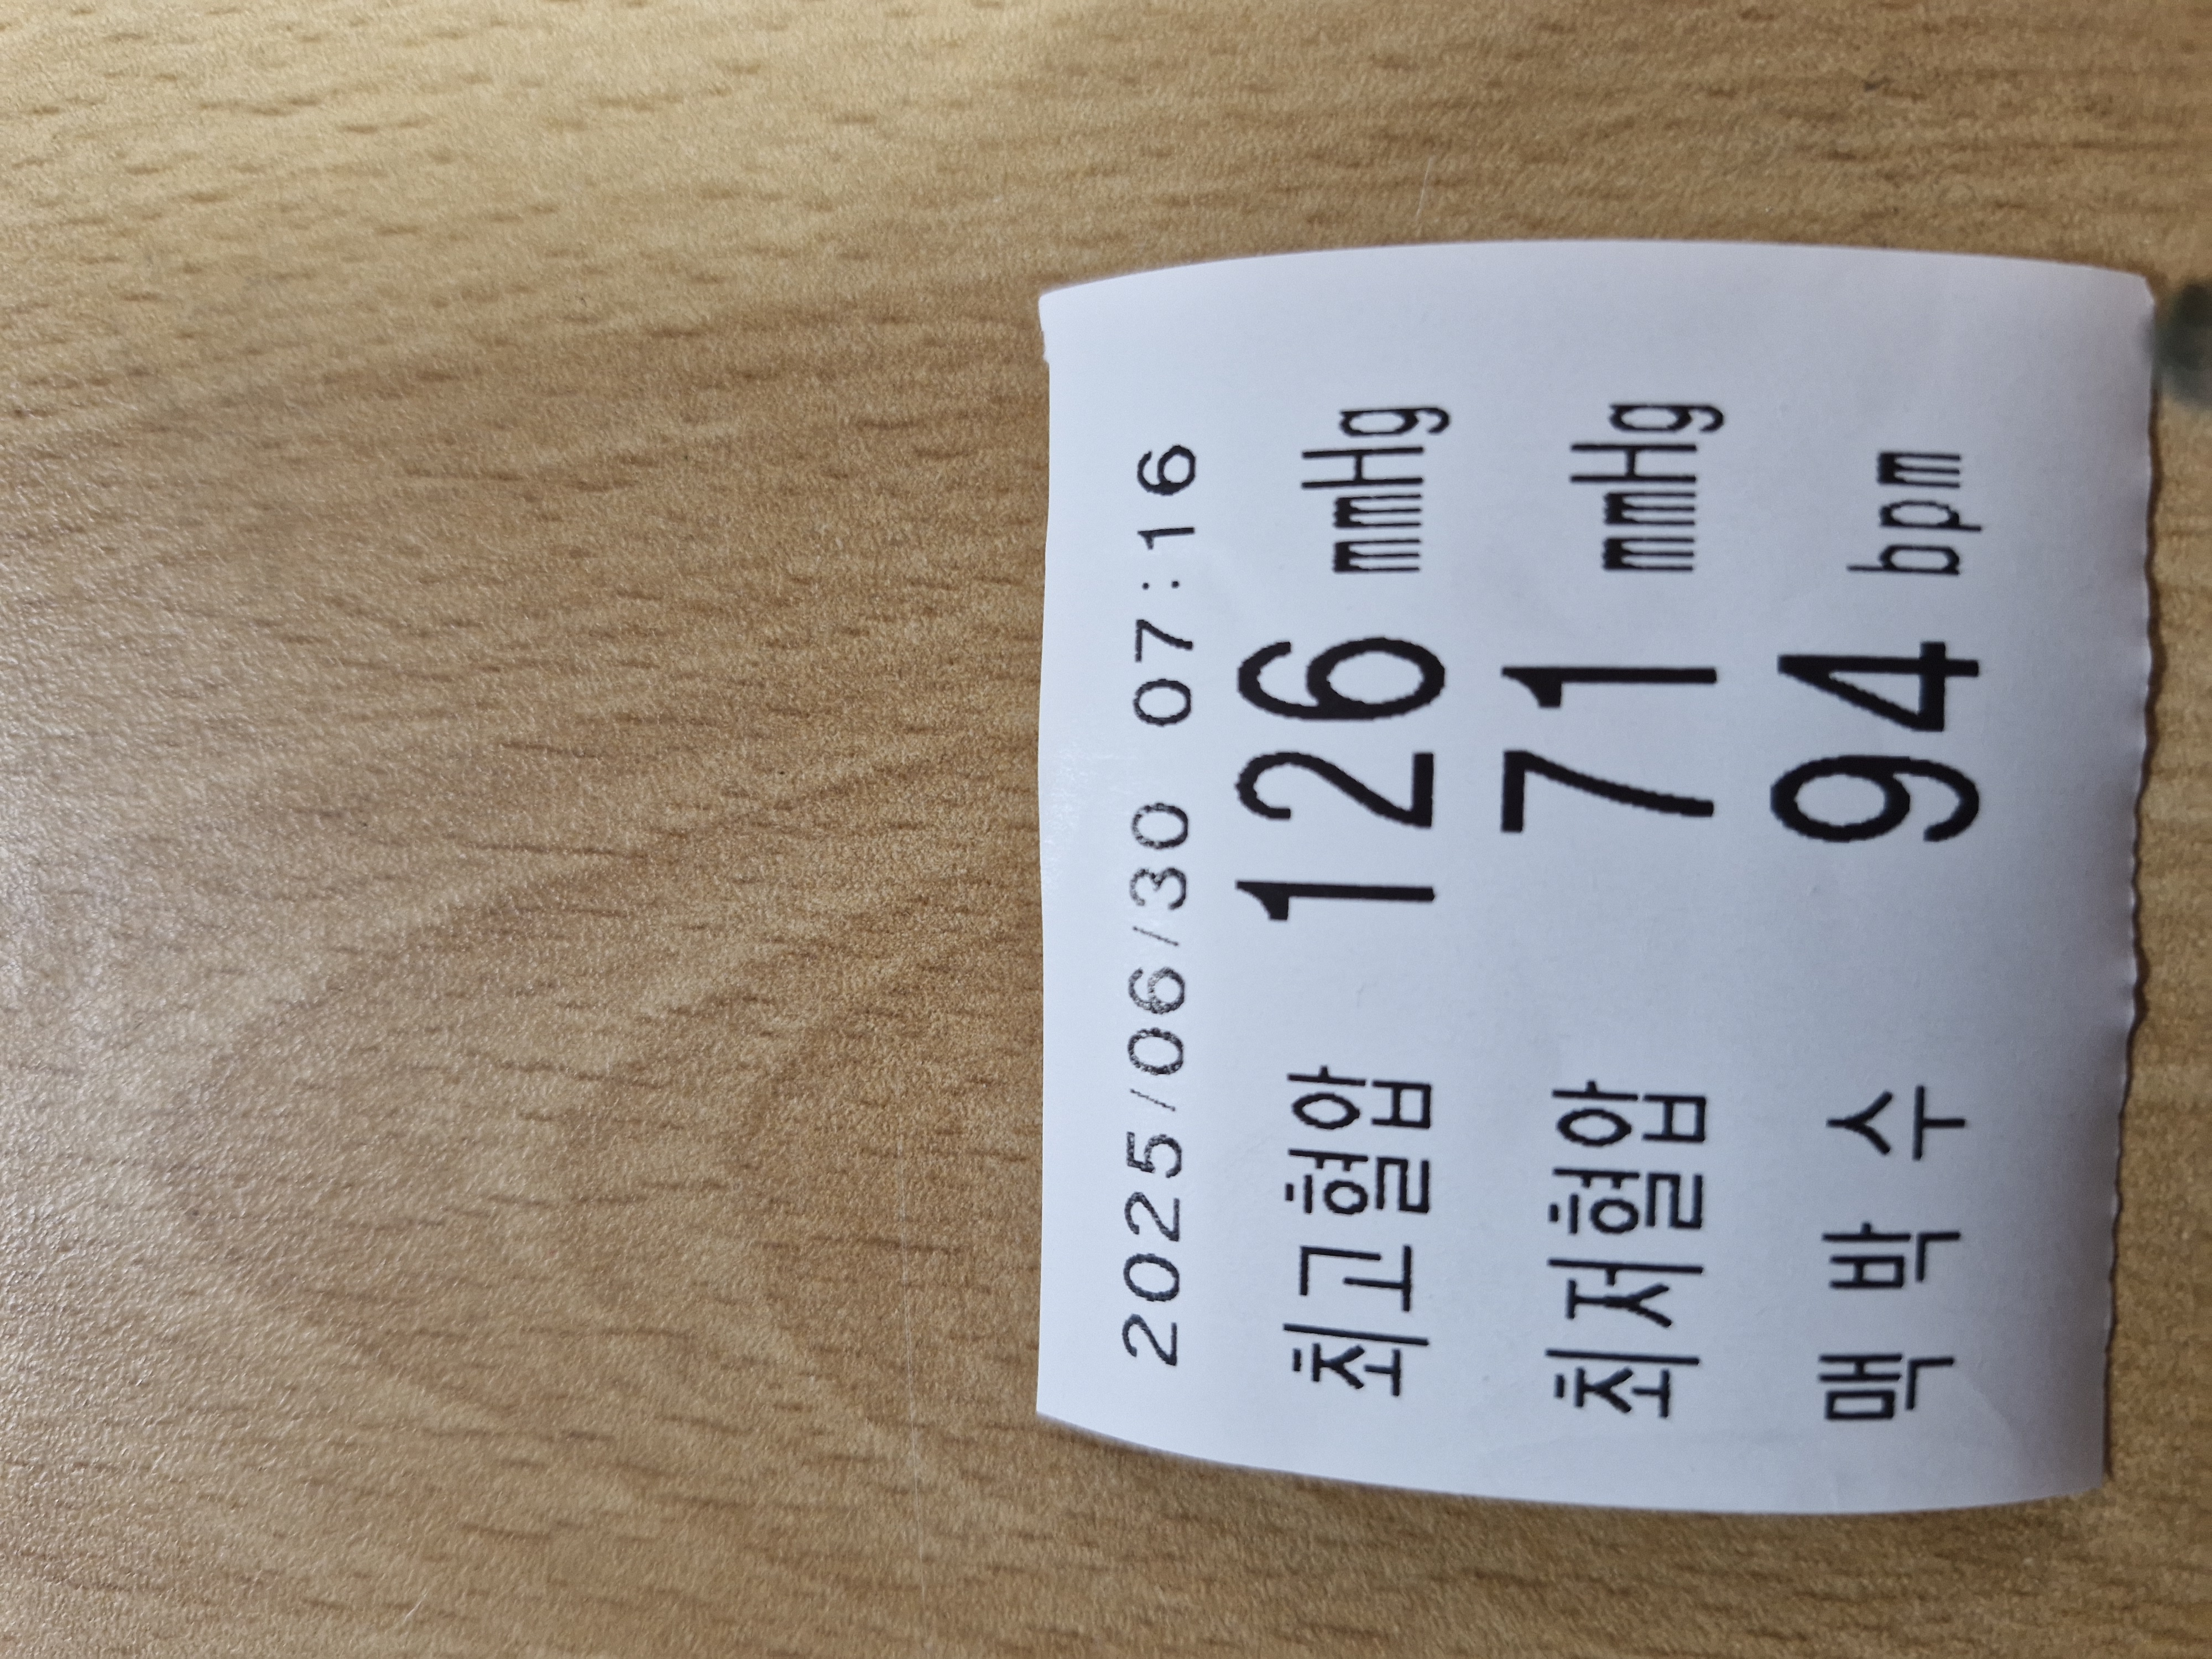 2025/06/30 07:16
최고혈압 126 mmHg
최저혈압 71 mmHg
맥 박 수 94 bpm